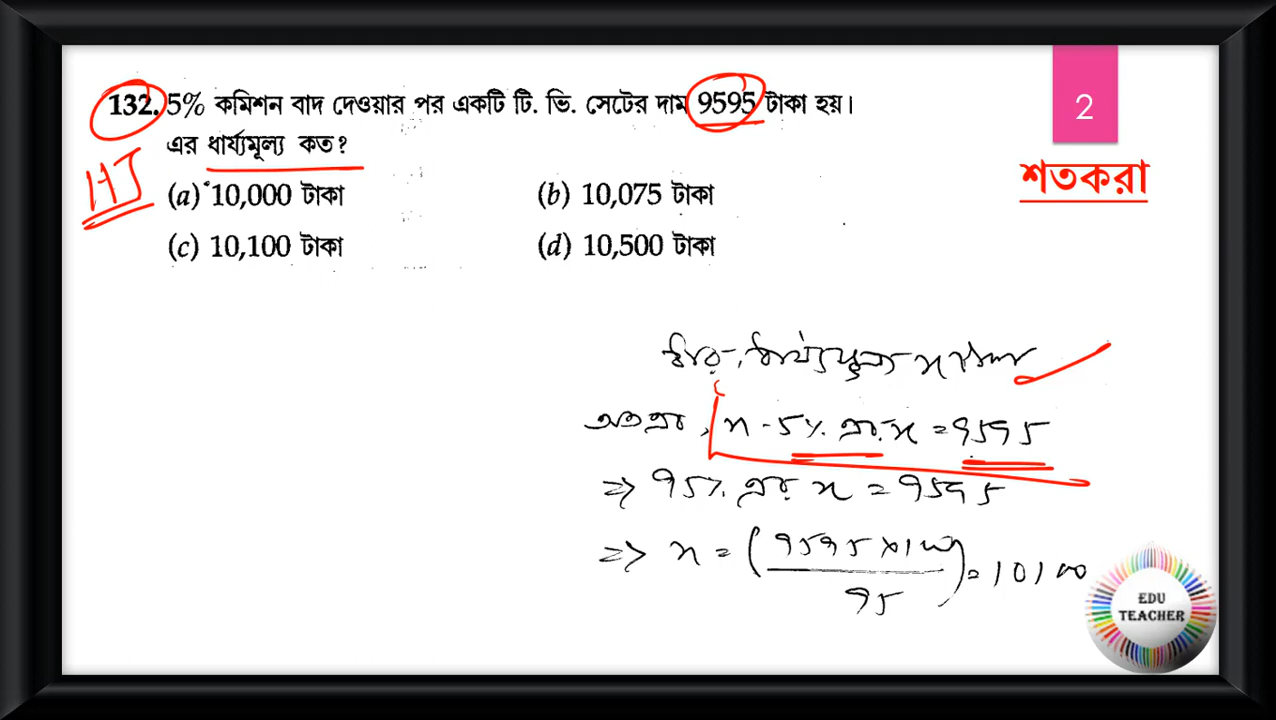 132. 5% কমিশন বাদ দেওয়ার পর একটি টি. ভি. সেটের দাম 9595 টাকা হয়।
এর ধার্য্যমূল্য কত?
(a) 10,000 টাকা (b) 10,075 টাকা
(c) 10,100 টাকা (d) 10,500 টাকা
2
শতকরা
ধরি, ধার্য্যমূল্য x টাকা
অতএব, x - 5% এর x = 9595
=> 95% এর x = 9595
=> x = (9595 × 100 / 95) = 10100
EDU
TEACHER